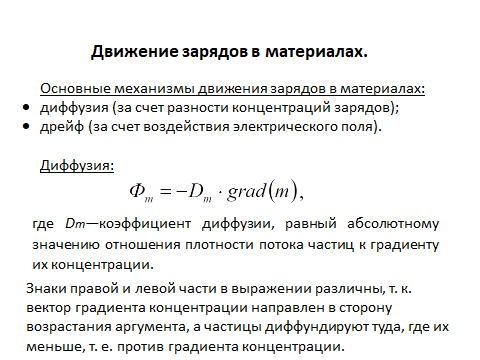 Движение зарядов в материалах.
Основные механизмы движения зарядов в материалах:
• диффузия (за счет разности концентраций зарядов);
• дрейф (за счет воздействия электрического поля).
Диффузия:
Φₘ = −Dₘ · grad(m),
где Dm—коэффициент диффузии, равный абсолютному
значению отношения плотности потока частиц к градиенту
их концентрации.
Знаки правой и левой части в выражении различны, т. к.
вектор градиента концентрации направлен в сторону
возрастания аргумента, а частицы диффундируют туда, где их
меньше, т. е. против градиента концентрации.